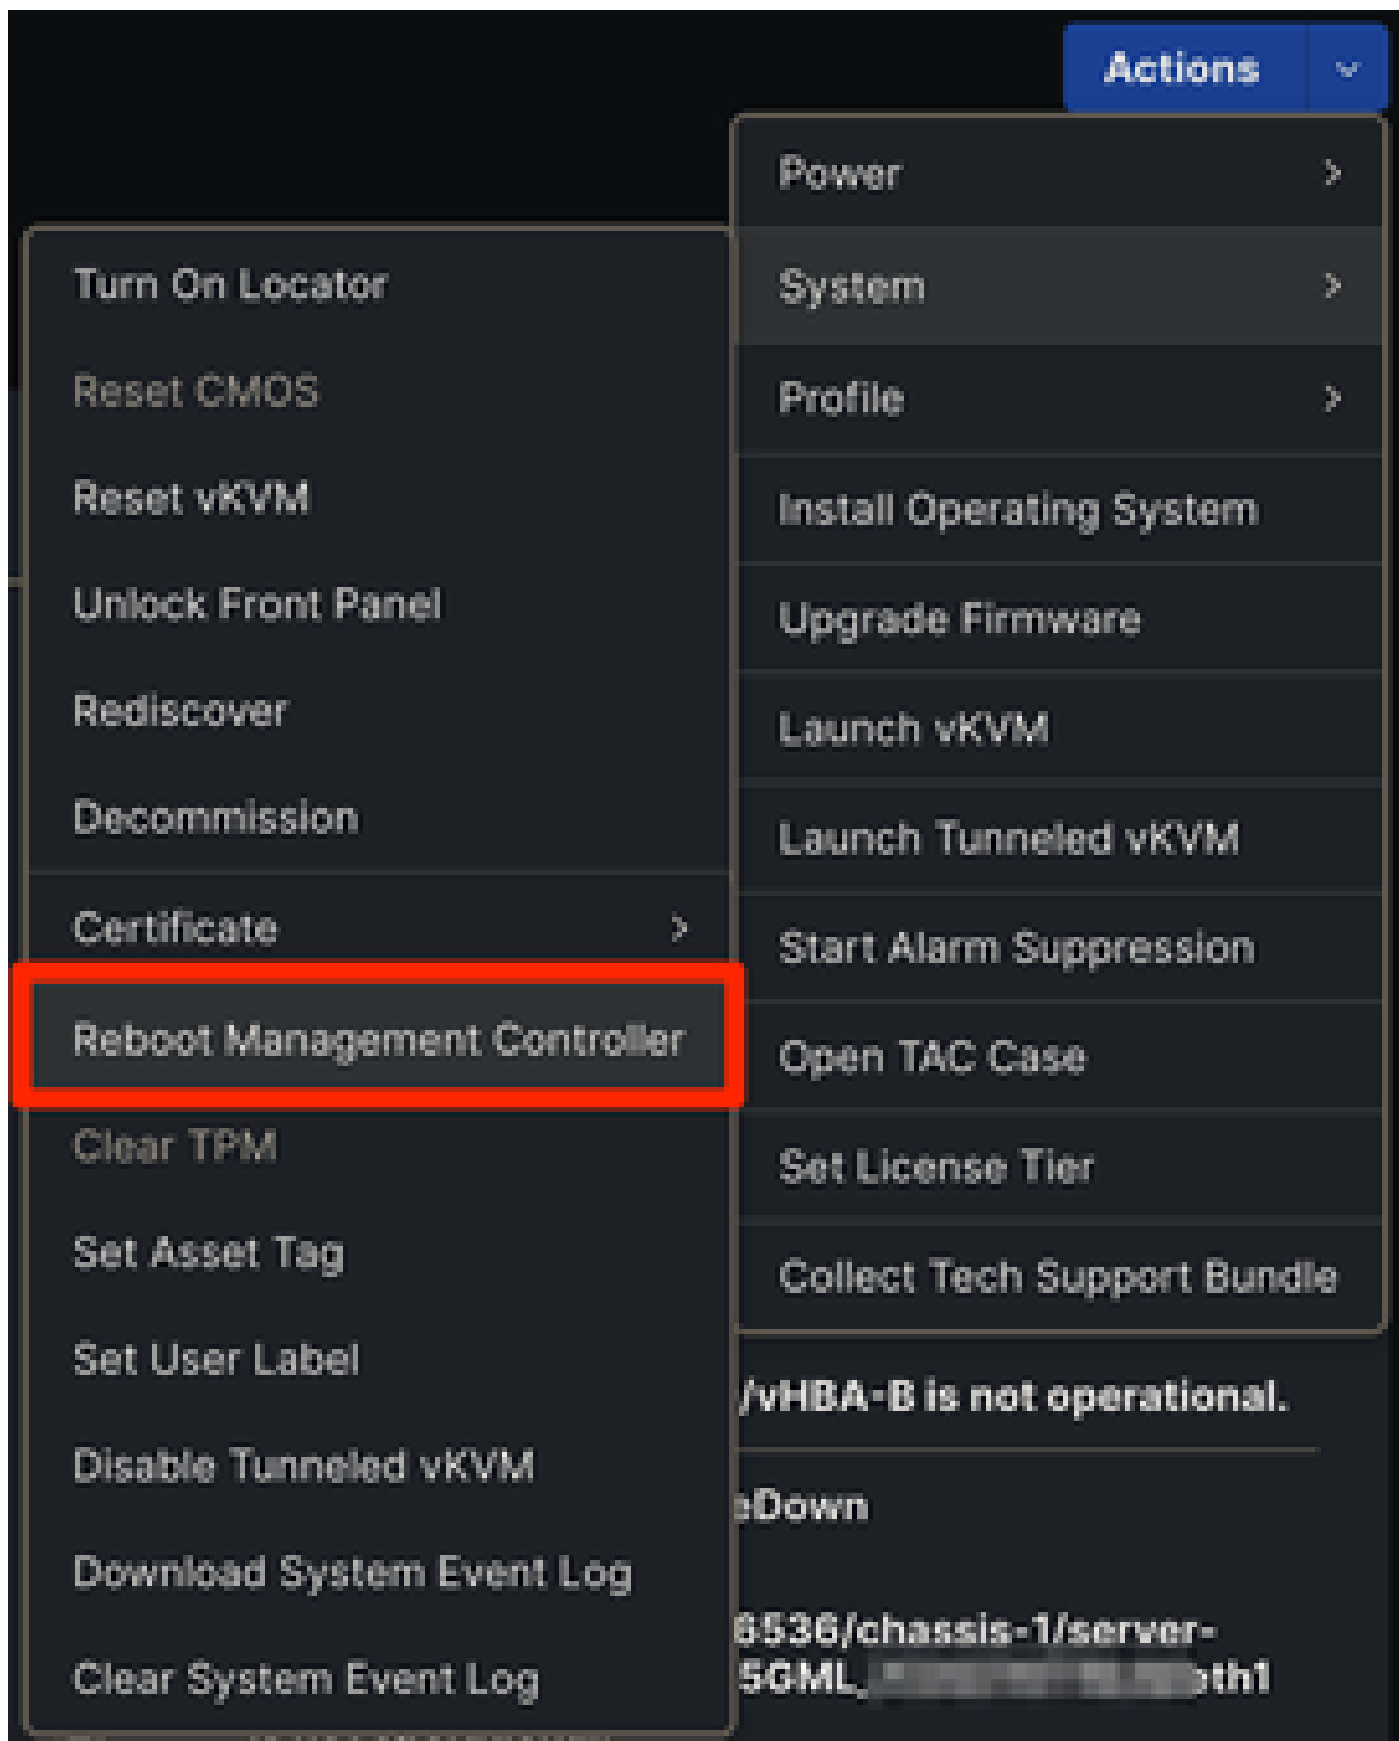 Actions
Power
System
Profile
Install Operating System
Upgrade Firmware
Launch vKVM
Launch Tunneled vKVM
Start Alarm Suppression
Open TAC Case
Set License Tier
Collect Tech Support Bundle
Turn On Locator
Reset CMOS
Reset vKVM
Unlock Front Panel
Rediscover
Decommission
Certificate
Reboot Management Controller
Clear TPM
Set Asset Tag
Set User Label
Disable Tunneled vKVM
Download System Event Log
Clear System Event Log
/vHBA-B is not operational.
eDown
6536/chassis-1/server-
5GML, eth1